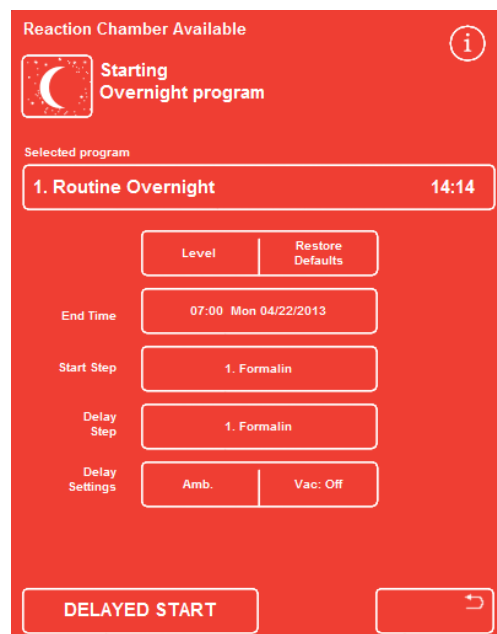 Reaction Chamber Available
i
Starting
Overnight program
Selected program
1. Routine Overnight 14:14
Level Restore
Defaults
End Time 07:00 Mon 04/22/2013
Start Step 1. Formalin
Delay
Step 1. Formalin
Delay
Settings Amb. Vac: Off
DELAYED START